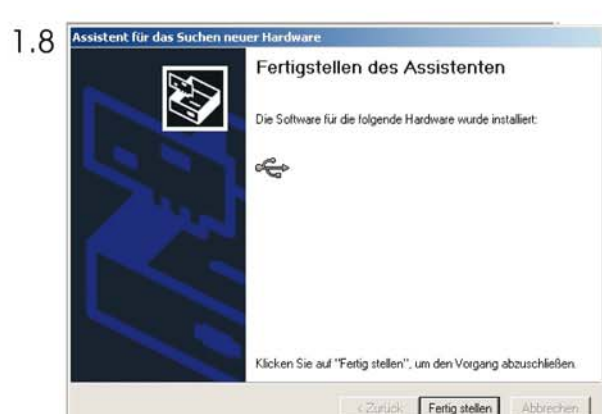 1.8
Assistent für das Suchen neuer Hardware
Fertigstellen des Assistenten
Die Software für die folgende Hardware wurde installiert:
Klicken Sie auf "Fertig stellen", um den Vorgang abzuschließen.
< Zurück Fertig stellen Abbrechen